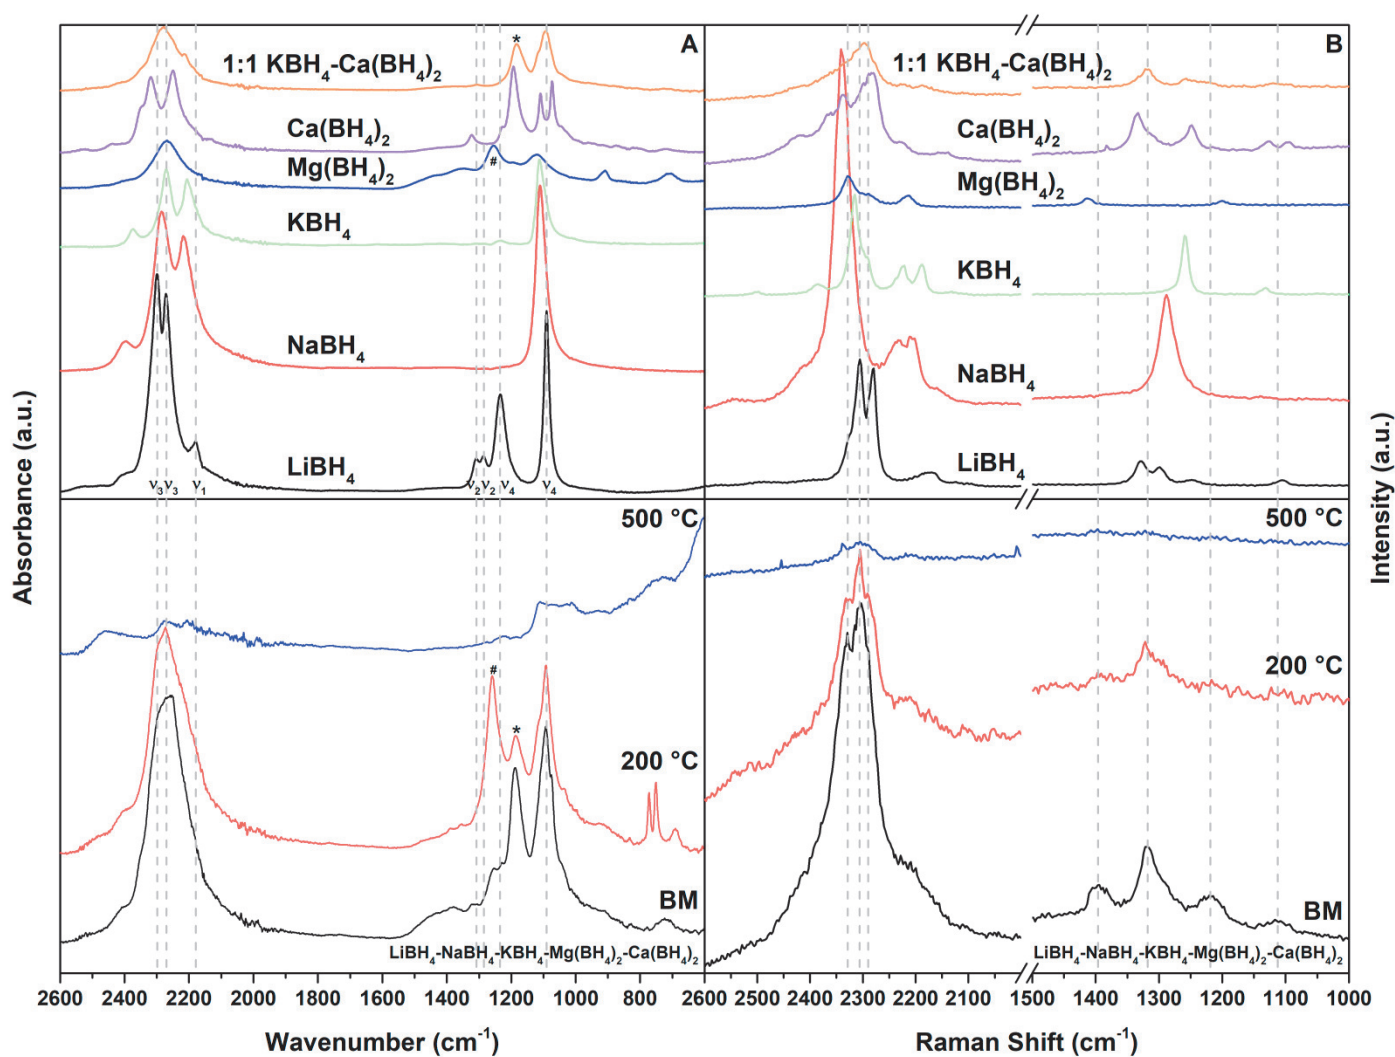 A
1:1 KBH4-Ca(BH4)2
*
Ca(BH4)2
Mg(BH4)2
#
KBH4
NaBH4
LiBH4
ν3 ν3 ν1 ν2 ν2 ν4 ν4
500 °C
#
*
200 °C
BM
LiBH4-NaBH4-KBH4-Mg(BH4)2-Ca(BH4)2
2600 2400 2200 2000 1800 1600 1400 1200 1000 800 600
Wavenumber (cm-1)
Absorbance (a.u.)
B
1:1 KBH4-Ca(BH4)2
Ca(BH4)2
Mg(BH4)2
KBH4
NaBH4
LiBH4
500 °C
200 °C
BM
LiBH4-NaBH4-KBH4-Mg(BH4)2-Ca(BH4)2
2600 2500 2400 2300 2200 2100 1500 1400 1300 1200 1100 1000
Raman Shift (cm-1)
Intensity (a.u.)